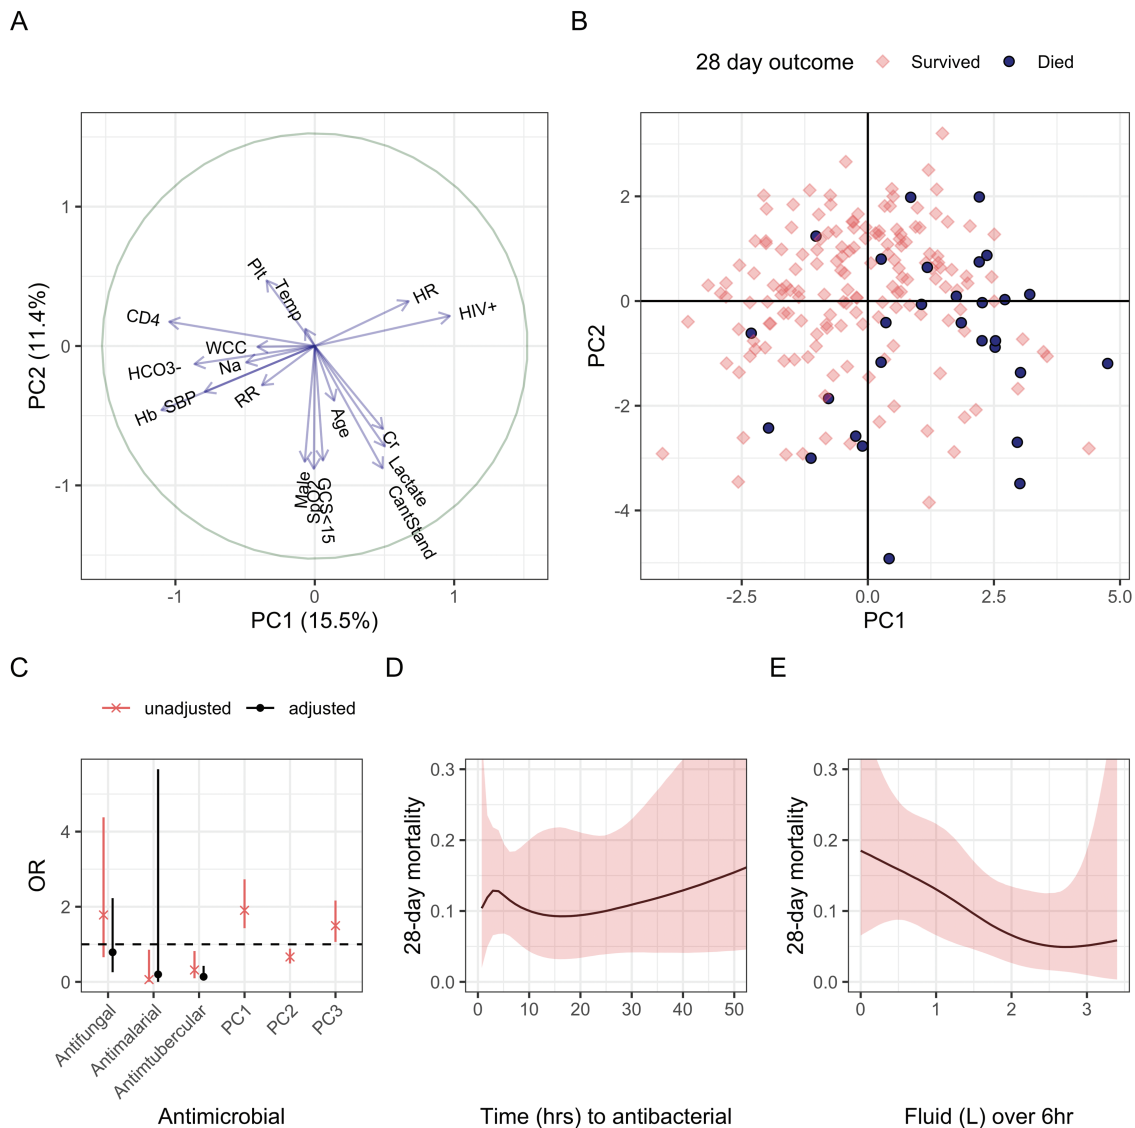 A
B
28 day outcome Survived Died
PC2 (11.4%)
1
0
-1
Plt
Temp
HR
HIV+
CD4
WCC
HCO3-
Na
Hb
SBP
RR
Age
Cr
Lactate
CantStand
Male
SpO2
GCS<15
-1 0 1
PC1 (15.5%)
PC2
2
0
-2
-4
-2.5 0.0 2.5 5.0
PC1
C
D
E
unadjusted adjusted
OR
4
2
0
Antifungal
Antimalarial
Antimtubercular
PC1
PC2
PC3
Antimicrobial
28-day mortality
0.3
0.2
0.1
0.0
0 10 20 30 40 50
Time (hrs) to antibacterial
28-day mortality
0.3
0.2
0.1
0.0
0 1 2 3
Fluid (L) over 6hr